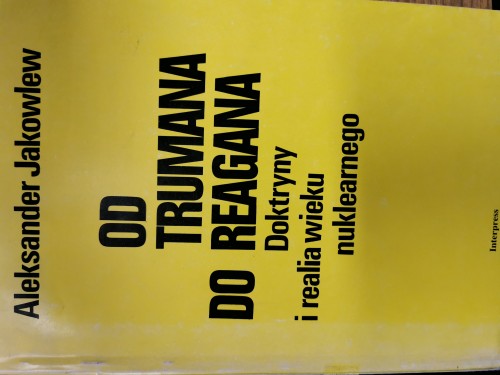 Aleksander Jakowlew
OD
TRUMANA
DO REAGANA
Doktryny
i realia wieku
nuklearnego
Interpress